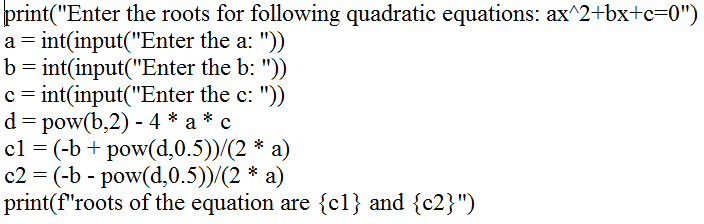 print("Enter the roots for following quadratic equations: ax^2+bx+c=0")
a = int(input("Enter the a: "))
b = int(input("Enter the b: "))
c = int(input("Enter the c: "))
d = pow(b,2) - 4 * a * c
c1 = (-b + pow(d,0.5))/(2 * a)
c2 = (-b - pow(d,0.5))/(2 * a)
print(f"roots of the equation are {c1} and {c2}")